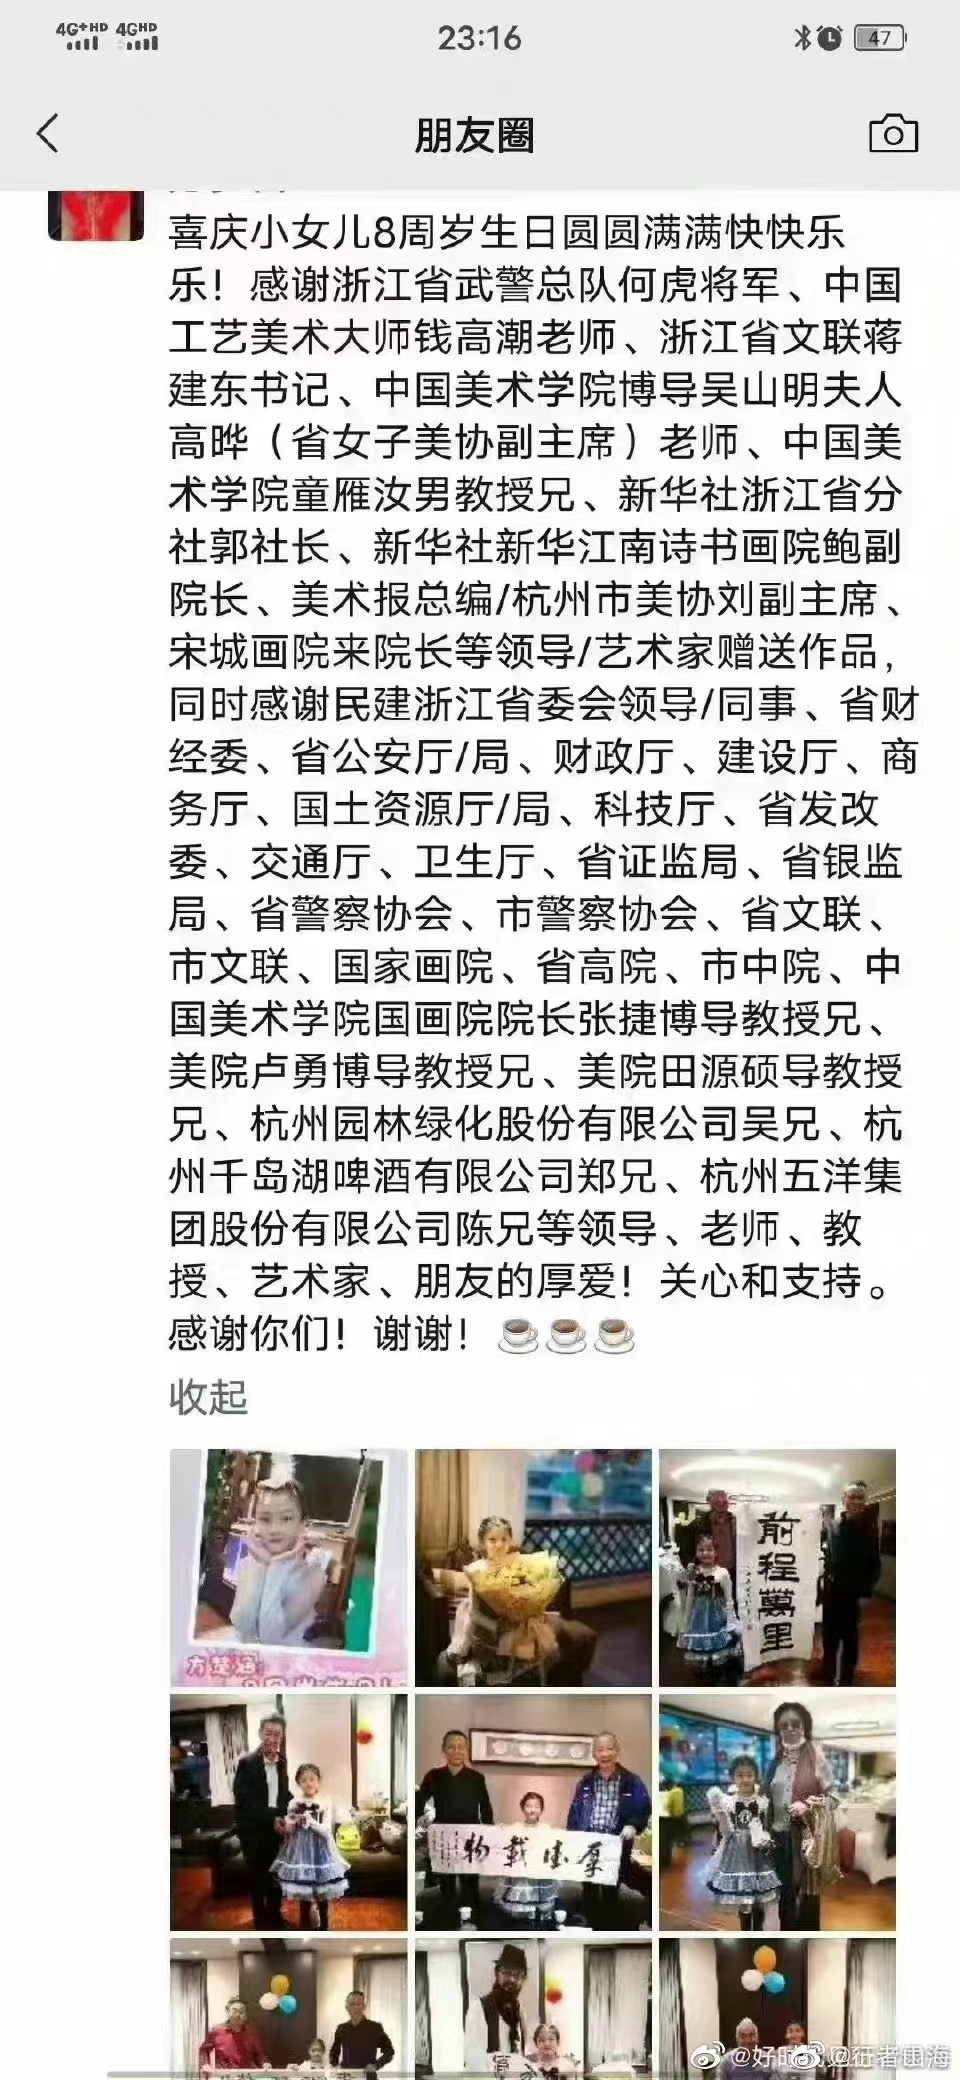 4G+HD 4GHD
23:16
47
朋友圈
喜庆小女儿8周岁生日圆圆满满快快乐
乐！感谢浙江省武警总队何虎将军、中国
工艺美术大师钱高潮老师、浙江省文联蒋
建东书记、中国美术学院博导吴山明夫人
高晔（省女子美协副主席）老师、中国美
术学院童雁汝男教授兄、新华社浙江省分
社郭社长、新华社新华江南诗书画院鲍副
院长、美术报总编/杭州市美协刘副主席、
宋城画院来院长等领导/艺术家赠送作品，
同时感谢民建浙江省委会领导/同事、省财
经委、省公安厅/局、财政厅、建设厅、商
务厅、国土资源厅/局、科技厅、省发改
委、交通厅、卫生厅、省证监局、省银监
局、省警察协会、市警察协会、省文联、
市文联、国家画院、省高院、市中院、中
国美术学院国画院院长张捷博导教授兄、
美院卢勇博导教授兄、美院田源硕导教授
兄、杭州园林绿化股份有限公司吴兄、杭
州千岛湖啤酒有限公司郑兄、杭州五洋集
团股份有限公司陈兄等领导、老师、教
授、艺术家、朋友的厚爱！关心和支持。
感谢你们！谢谢！
收起
前程萬里
物載德厚
@行者田海